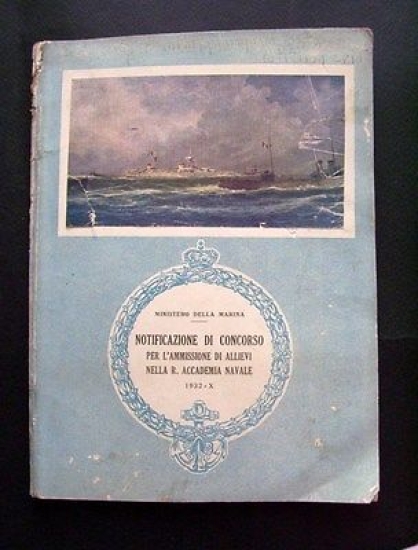 MINISTERO DELLA MARINA
NOTIFICAZIONE DI CONCORSO
PER L'AMMISSIONE DI ALLIEVI
NELLA R. ACCADEMIA NAVALE
1932 - X